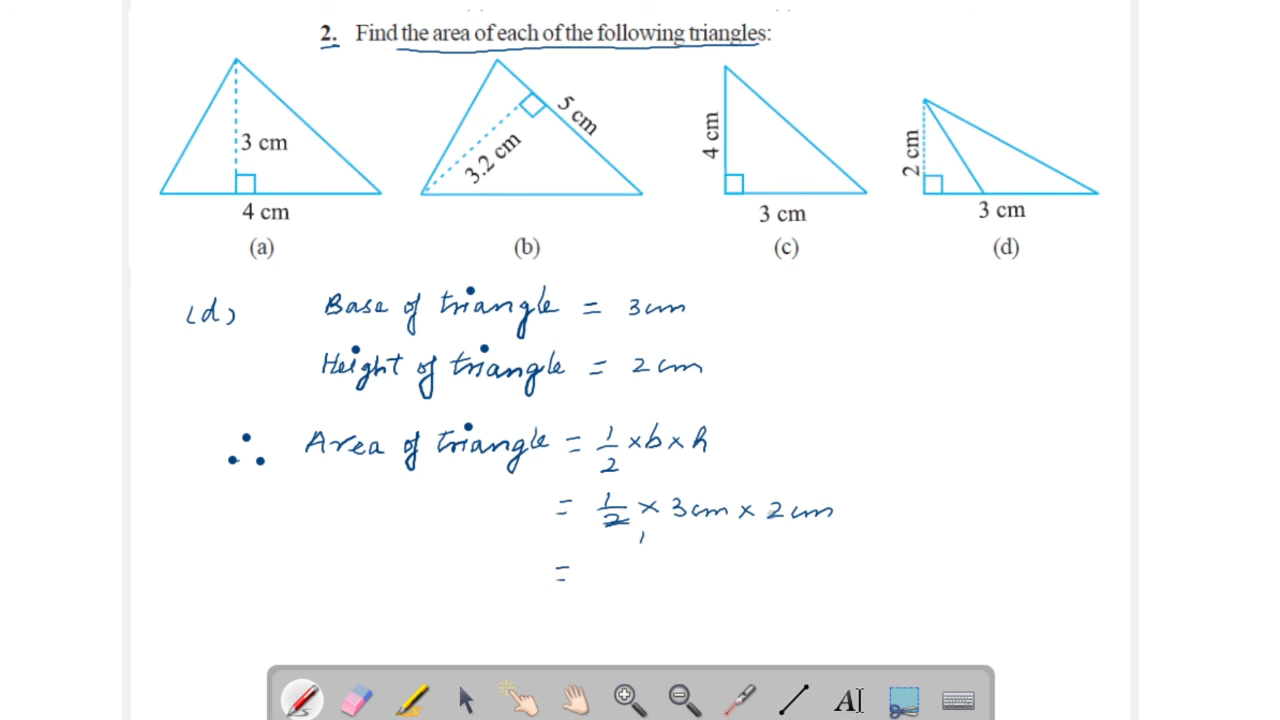 2. Find the area of each of the following triangles:
3 cm
4 cm
(a)
3.2 cm
5 cm
(b)
4 cm
3 cm
(c)
2 cm
3 cm
(d)
(d) Base of triangle = 3cm
Height of triangle = 2cm
∴ Area of triangle = 1/2 × b × h
= 1/2 × 3cm × 2cm
1
=
AI